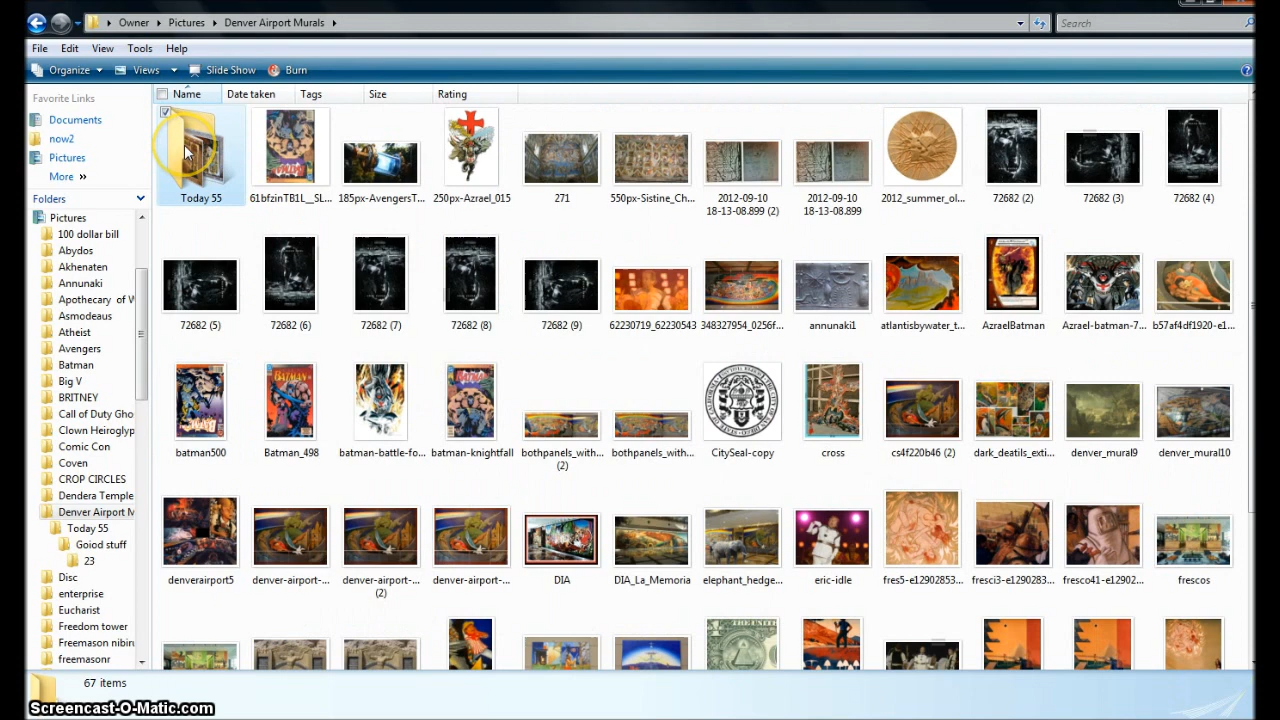 Owner Pictures Denver Airport Murals
Search
File Edit View Tools Help
Organize Views Slide Show Burn
Favorite Links
Documents
now2
Pictures
More »
Folders
Pictures
100 dollar bill
Abydos
Akhenaten
Annunaki
Apothecary of W
Asmodeus
Atheist
Avengers
Batman
Big V
BRITNEY
Call of Duty Gho
Clown Heiroglyp
Comic Con
Coven
CROP CIRCLES
Dendera Temple
Denver Airport M
Today 55
Goiod stuff
23
Disc
enterprise
Eucharist
Freedom tower
Freemason nibiru
freemasonr
Name Date taken Tags Size Rating
Today 55
61bfzinTB1L__SL...
185px-AvengersT...
250px-Azrael_015
271
550px-Sistine_Ch...
2012-09-10
18-13-08.899 (2)
2012-09-10
18-13-08.899
2012_summer_ol...
72682 (2)
72682 (3)
72682 (4)
72682 (5)
72682 (6)
72682 (7)
72682 (8)
72682 (9)
62230719_62230543
348327954_0256f...
annunaki1
atlantisbywater_t...
AzraelBatman
Azrael-batman-7...
b57af4df1920-e1...
batman500
Batman_498
batman-battle-fo...
batman-knightfall
bothpanels_with...
(2)
bothpanels_with...
CitySeal-copy
cross
cs4f220b46 (2)
dark_deatils_exti...
denver_mural9
denver_mural10
denverairport5
denver-airport-...
denver-airport-...
(2)
denver-airport-...
DIA
DIA_La_Memoria
elephant_hedge...
eric-idle
fres5-e12902853...
fresci3-e1290283...
fresco41-e12902...
frescos
67 items
Screencast-O-Matic.com